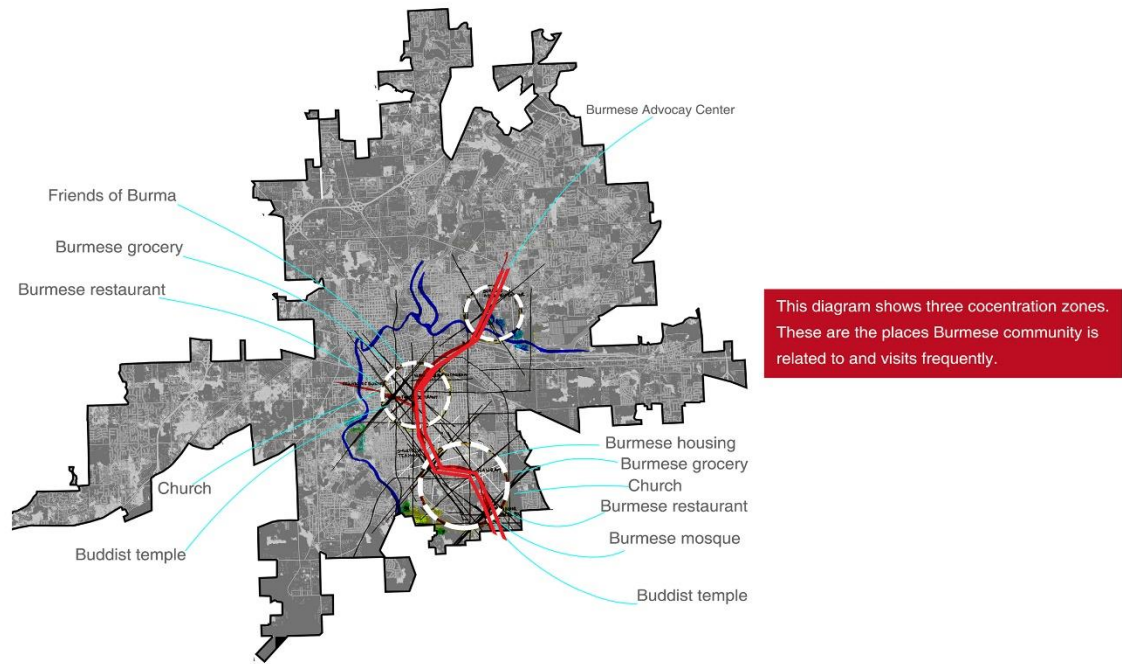 Burmese Advocay Center
Friends of Burma
Burmese grocery
Burmese restaurant
Church
Buddist temple
Burmese housing
Burmese grocery
Church
Burmese restaurant
Burmese mosque
Buddist temple
This diagram shows three cocentration zones.
These are the places Burmese community is
related to and visits frequently.